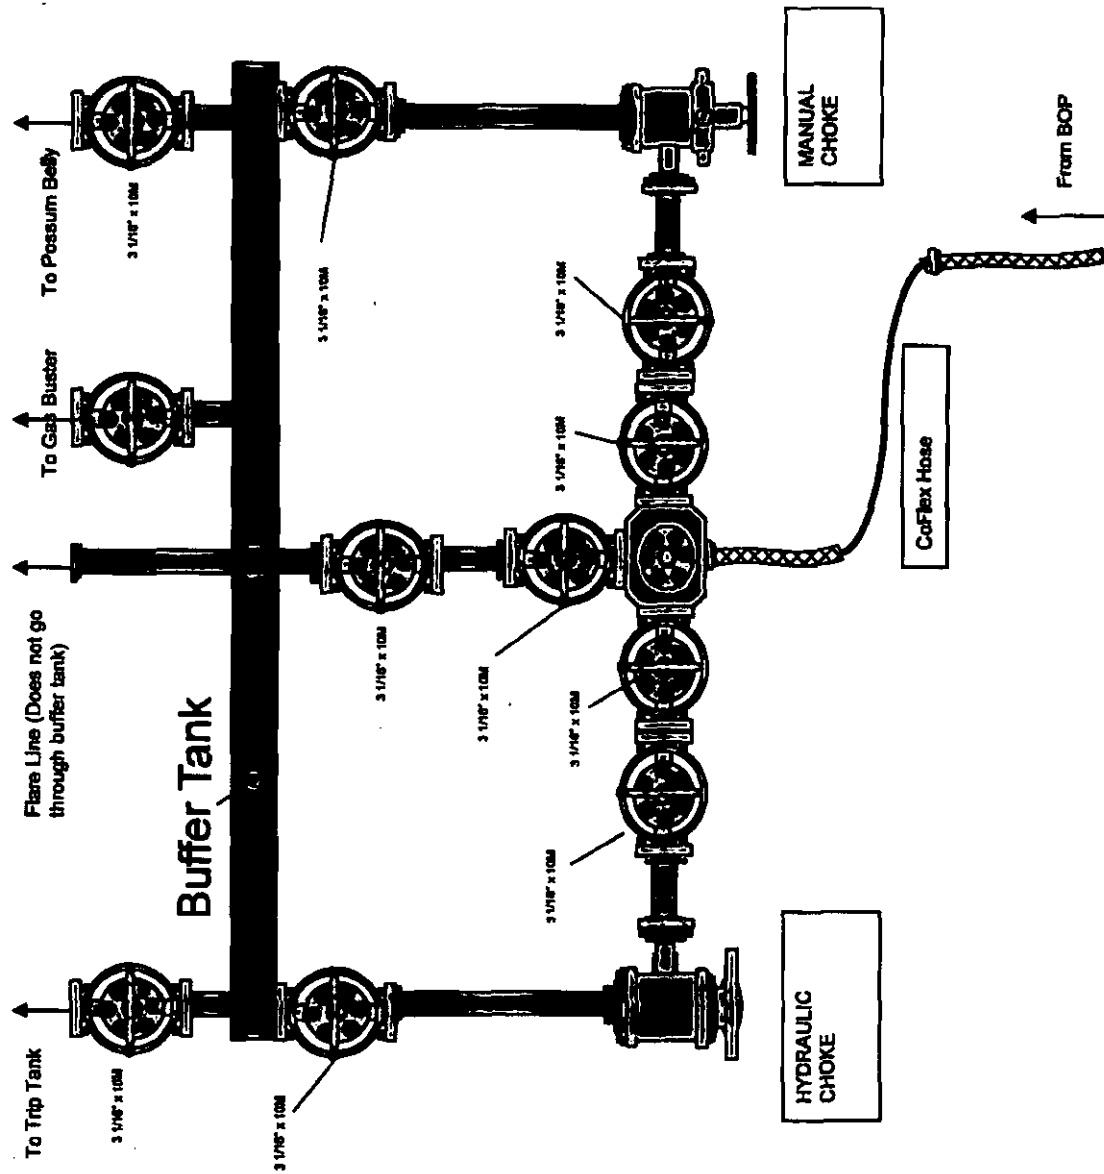 To Trip Tank
Flare Line (Does not go
through buffer tank)
To Gas Buster
To Possum Belly
3 1/16" x 10M
3 1/16" x 10M
Buffer Tank
3 1/16" x 10M
3 1/16" x 10M
3 1/16" x 10M
3 1/16" x 10M
3 1/16" x 10M
3 1/16" x 10M
3 1/16" x 10M
3 1/16" x 10M
HYDRAULIC
CHOKE
MANUAL
CHOKE
CoFlex Hose
From BOP